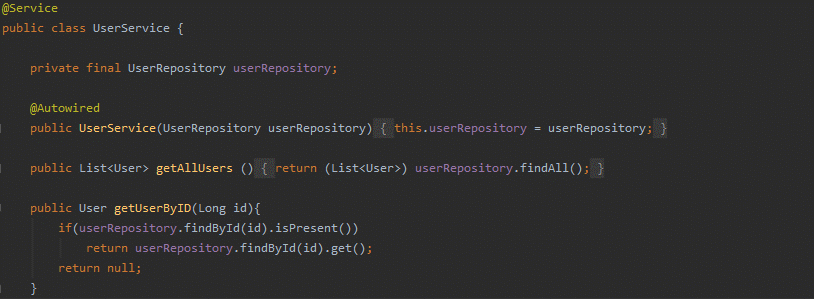 @Service
public class UserService {
private final UserRepository userRepository;
@Autowired
public UserService(UserRepository userRepository) { this.userRepository = userRepository; }
public List<User> getAllUsers () { return (List<User>) userRepository.findAll(); }
public User getUserByID(Long id){
if(userRepository.findById(id).isPresent())
return userRepository.findById(id).get();
return null;
}